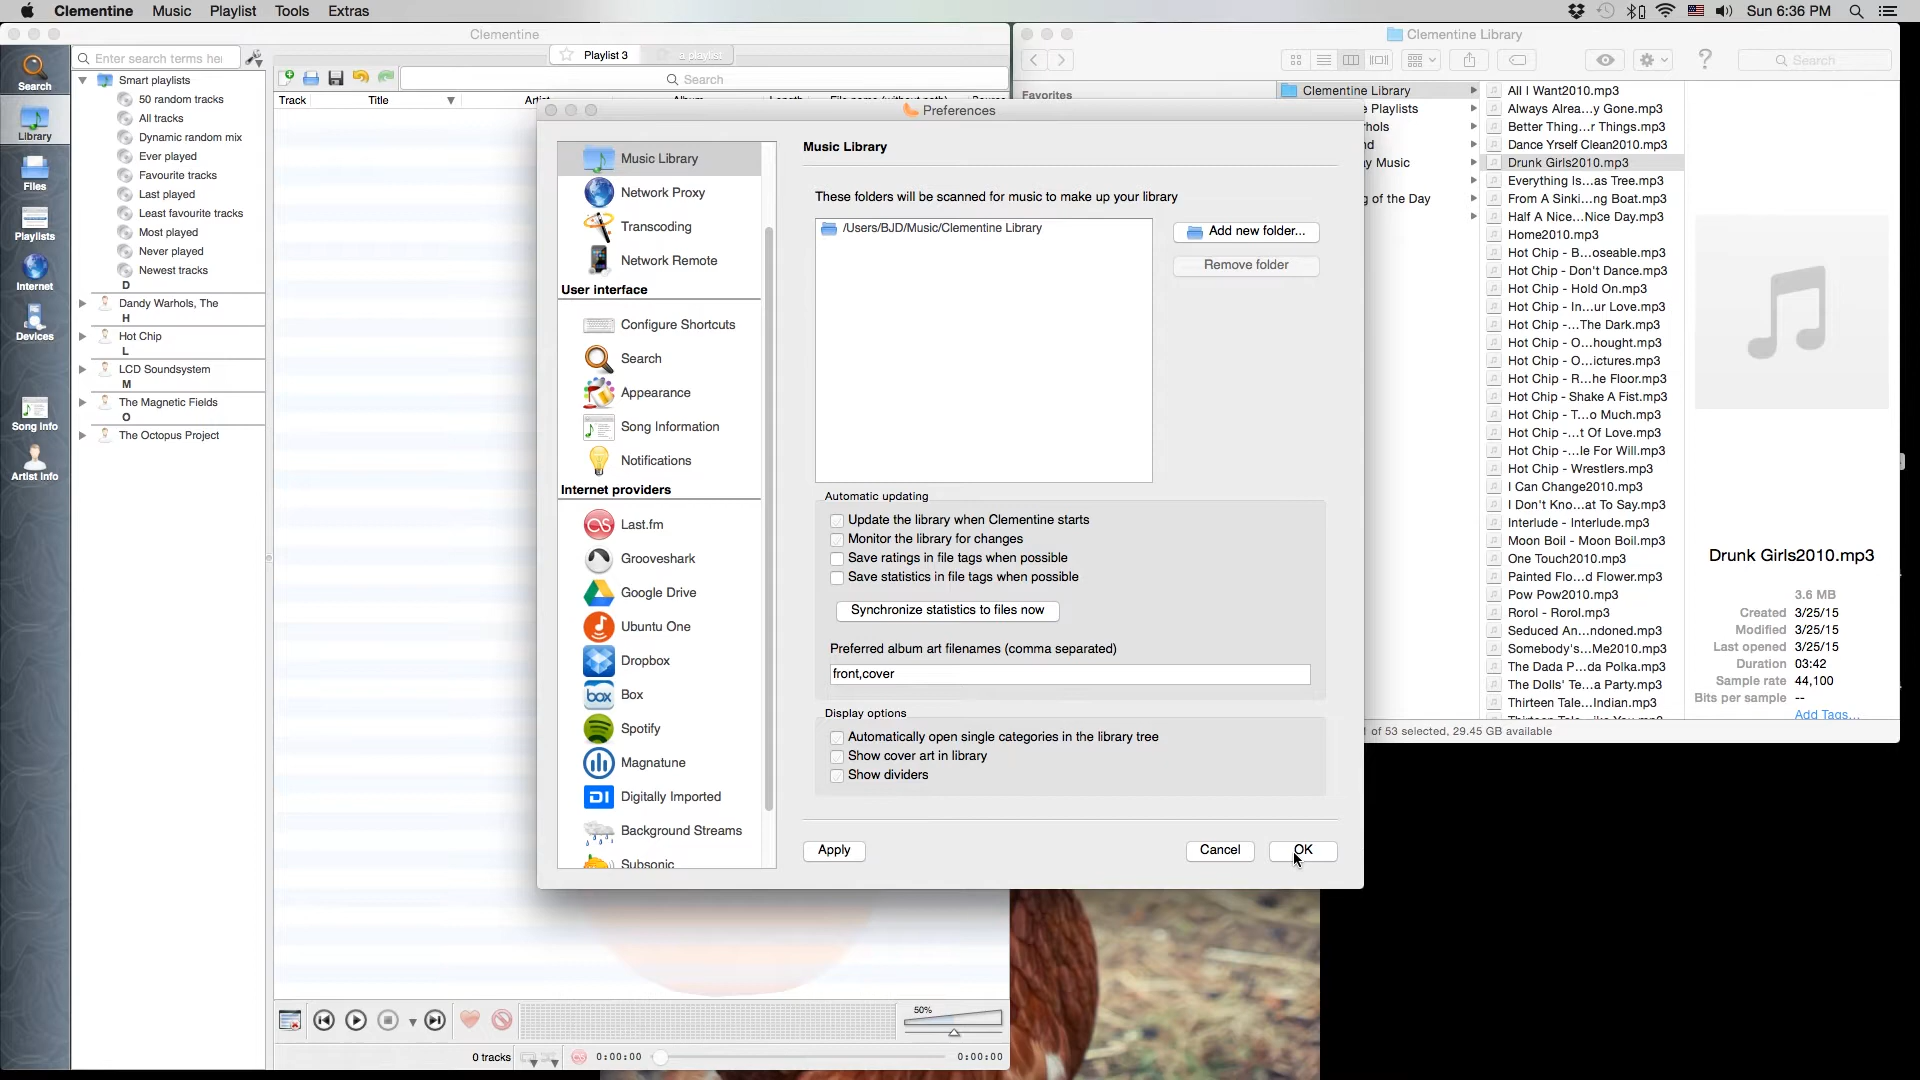 Clementine Music Playlist Tools Extras
Sun 6:36 PM
Clementine
Clementine Library
Search
Library
Files
Playlists
Internet
Devices
Song info
Artist info
Enter search terms her
Smart playlists
50 random tracks
All tracks
Dynamic random mix
Ever played
Favourite tracks
Last played
Least favourite tracks
Most played
Never played
Newest tracks
D
Dandy Warhols, The
H
Hot Chip
L
LCD Soundsystem
M
The Magnetic Fields
O
The Octopus Project
Playlist 3
a playlist
Search
Track Title
Preferences
Music Library
Network Proxy
Transcoding
Network Remote
User interface
Configure Shortcuts
Search
Appearance
Song Information
Notifications
Internet providers
Last.fm
Grooveshark
Google Drive
Ubuntu One
Dropbox
box Box
Spotify
Magnatune
DI Digitally Imported
Background Streams
Subsonic
Music Library
These folders will be scanned for music to make up your library
/Users/BJD/Music/Clementine Library
Add new folder...
Remove folder
Automatic updating
Update the library when Clementine starts
Monitor the library for changes
Save ratings in file tags when possible
Save statistics in file tags when possible
Synchronize statistics to files now
Preferred album art filenames (comma separated)
front,cover
Display options
Automatically open single categories in the library tree
Show cover art in library
Show dividers
Apply
Cancel
OK
50%
0 tracks
0:00:00
0:00:00
Search
Favorites
Clementine Library
e Playlists
hols
nd
y Music
g of the Day
All I Want2010.mp3
Always Alrea...y Gone.mp3
Better Thing...r Things.mp3
Dance Yrself Clean2010.mp3
Drunk Girls2010.mp3
Everything Is...as Tree.mp3
From A Sinki...ng Boat.mp3
Half A Nice...Nice Day.mp3
Home2010.mp3
Hot Chip - B...oseable.mp3
Hot Chip - Don't Dance.mp3
Hot Chip - Hold On.mp3
Hot Chip - In...ur Love.mp3
Hot Chip -...The Dark.mp3
Hot Chip - O...hought.mp3
Hot Chip - O...ictures.mp3
Hot Chip - R...he Floor.mp3
Hot Chip - Shake A Fist.mp3
Hot Chip - T...o Much.mp3
Hot Chip -...t Of Love.mp3
Hot Chip -...le For Will.mp3
Hot Chip - Wrestlers.mp3
I Can Change2010.mp3
I Don't Kno...at To Say.mp3
Interlude - Interlude.mp3
Moon Boil - Moon Boil.mp3
One Touch2010.mp3
Painted Flo...d Flower.mp3
Pow Pow2010.mp3
Rorol - Rorol.mp3
Seduced An...ndoned.mp3
Somebody's...Me2010.mp3
The Dada P...da Polka.mp3
The Dolls' Te...a Party.mp3
Thirteen Tale...Indian.mp3
Drunk Girls2010.mp3
3.6 MB
Created 3/25/15
Modified 3/25/15
Last opened 3/25/15
Duration 03:42
Sample rate 44,100
Bits per sample --
Add Tags...
of 53 selected, 29.45 GB available